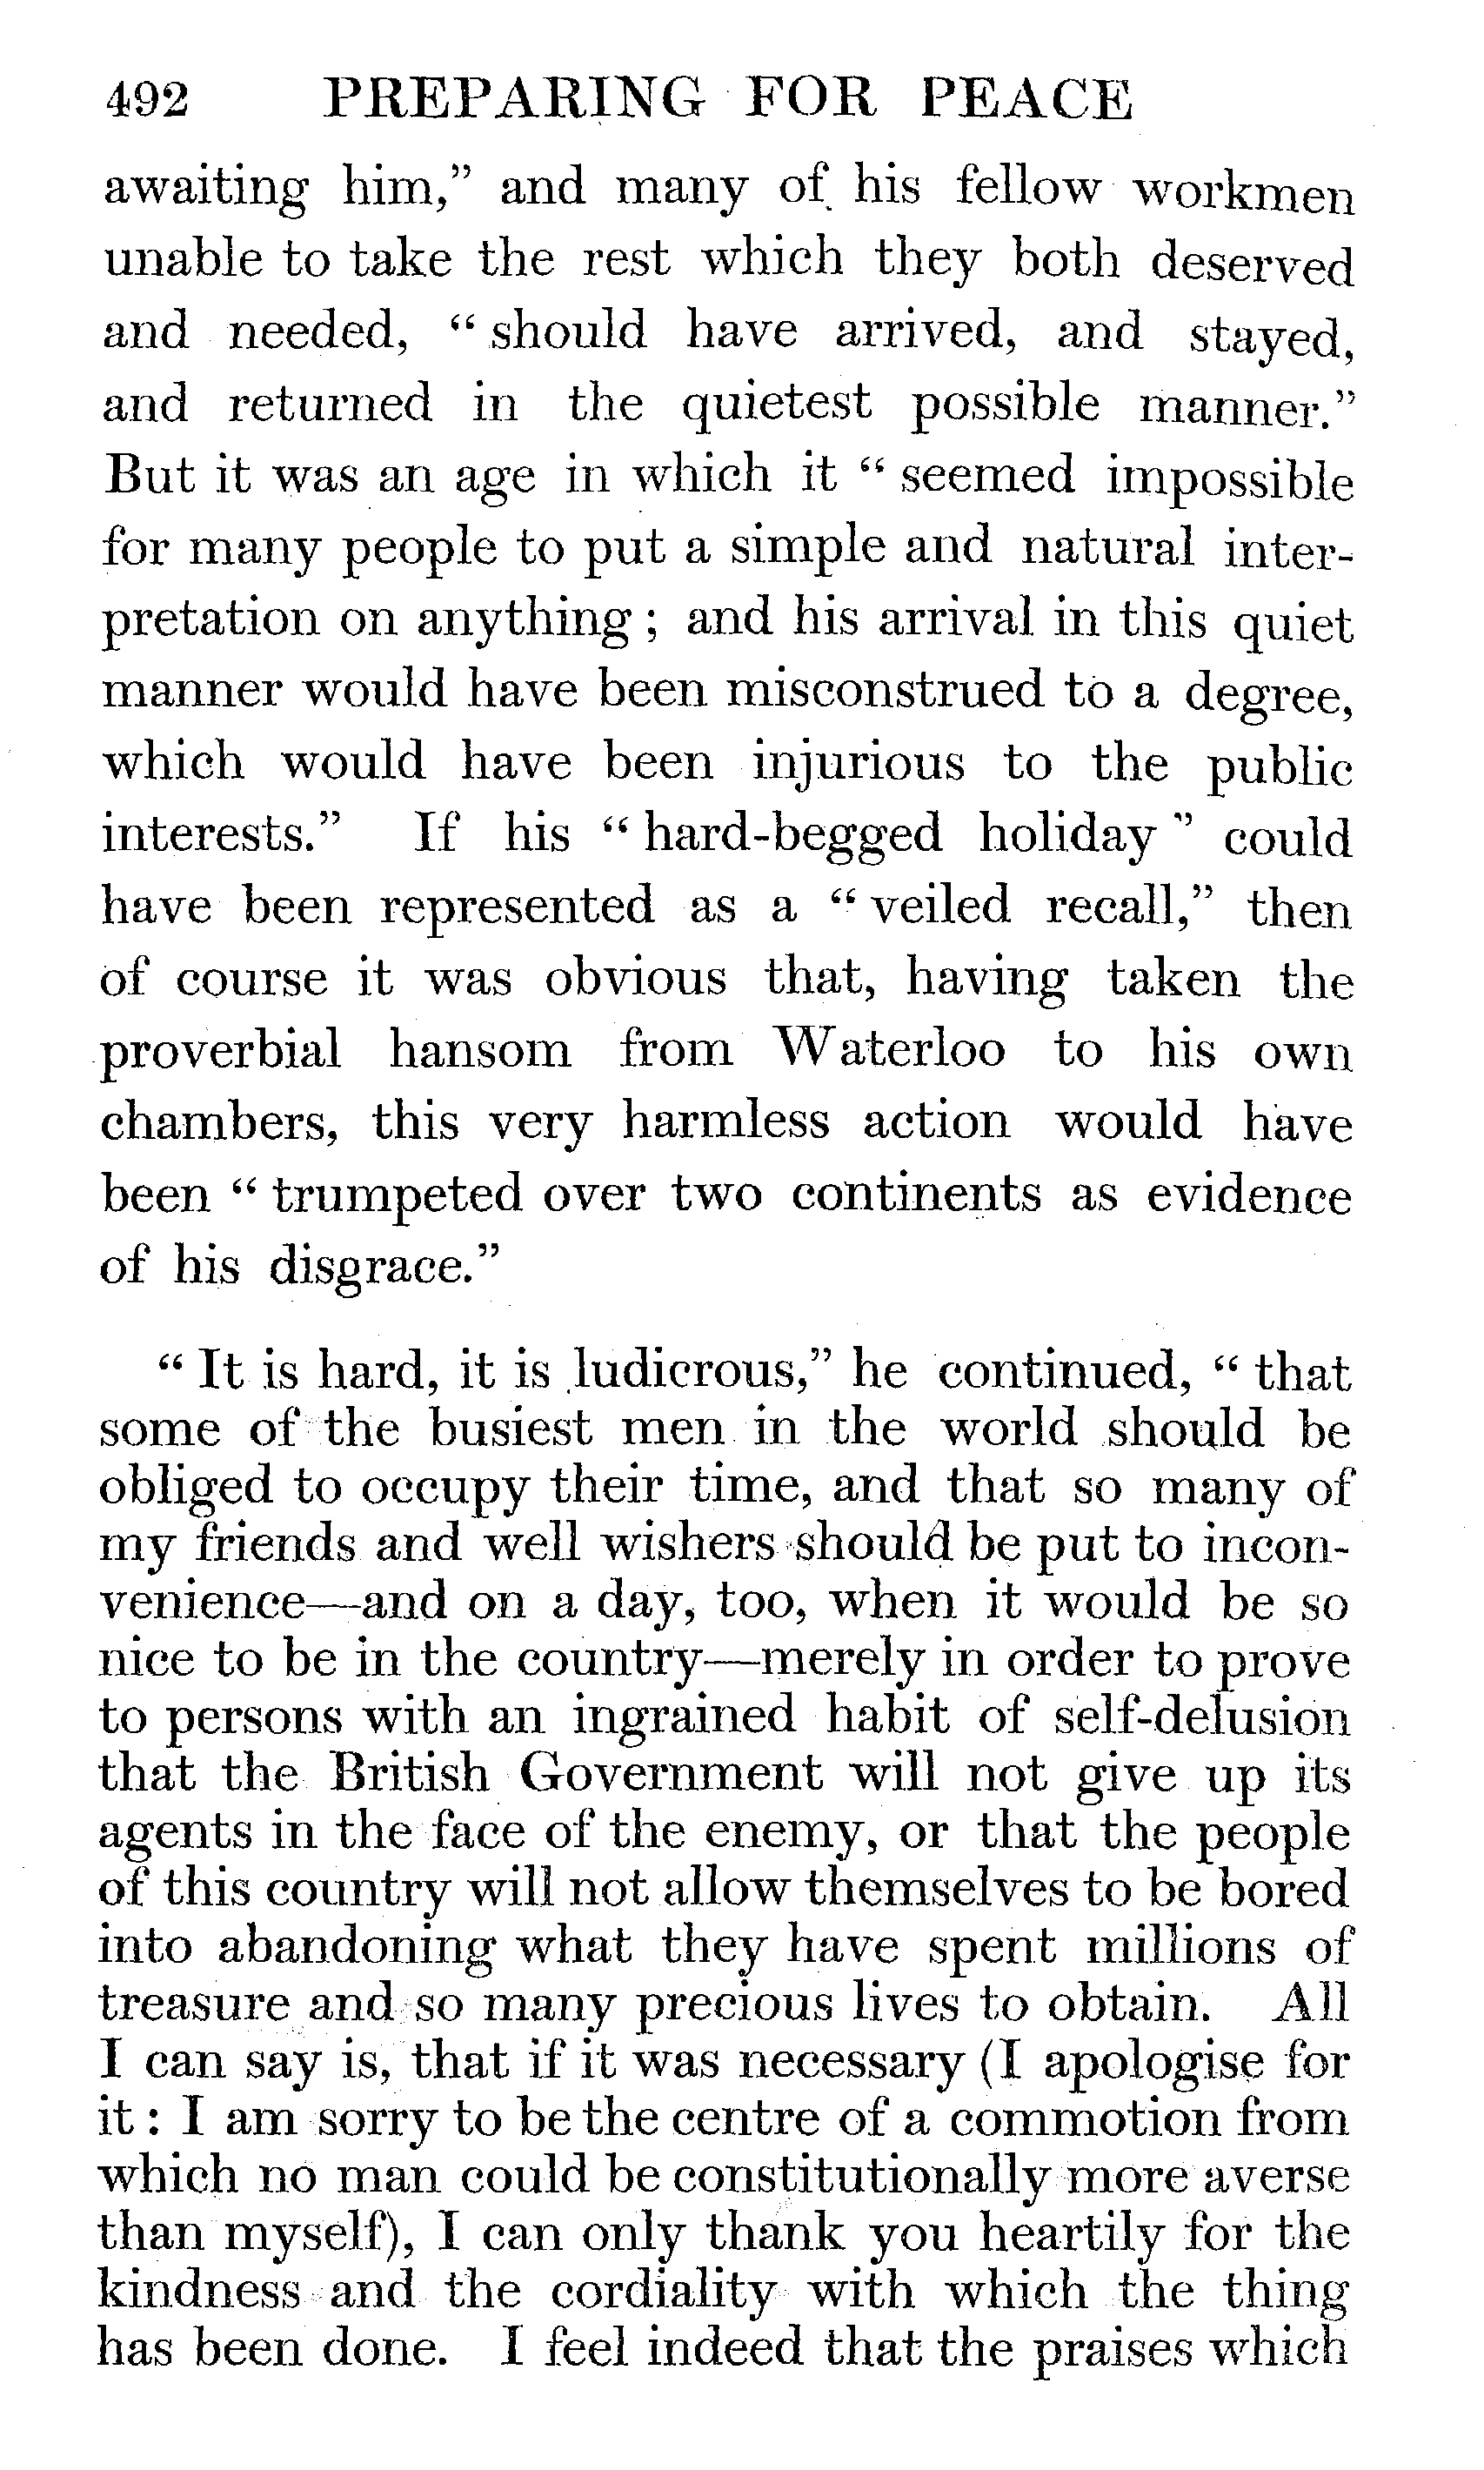 492 PREPARING FOR PEACE
awaiting him,” and many of his fellow workmen
unable to take the rest which they both deserved
and needed, “ should have arrived, and stayed,
and returned in the quietest possible manner.”
But it was an age in which it “ seemed impossible
for many people to put a simple and natural inter-
pretation on anything ; and his arrival in this quiet
manner would have been misconstrued to a degree,
which would have been injurious to the public
interests.” If his “ hard-begged holiday ” could
have been represented as a “ veiled recall,” then
of course it was obvious that, having taken the
proverbial hansom from Waterloo to his own
chambers, this very harmless action would have
been “ trumpeted over two continents as evidence
of his disgrace.”
“ It is hard, it is ludicrous,” he continued, “ that
some of the busiest men in the world should be
obliged to occupy their time, and that so many of
my friends and well wishers should be put to incon-
venience—and on a day, too, when it would be so
nice to be in the country—merely in order to prove
to persons with an ingrained habit of self-delusion
that the British Government will not give up its
agents in the face of the enemy, or that the people
of this country will not allow themselves to be bored
into abandoning what they have spent millions of
treasure and so many precious lives to obtain. All
I can say is, that if it was necessary (I apologise for
it : I am sorry to be the centre of a commotion from
which no man could be constitutionally more averse
than myself), I can only thank you heartily for the
kindness and the cordiality with which the thing
has been done. I feel indeed that the praises which